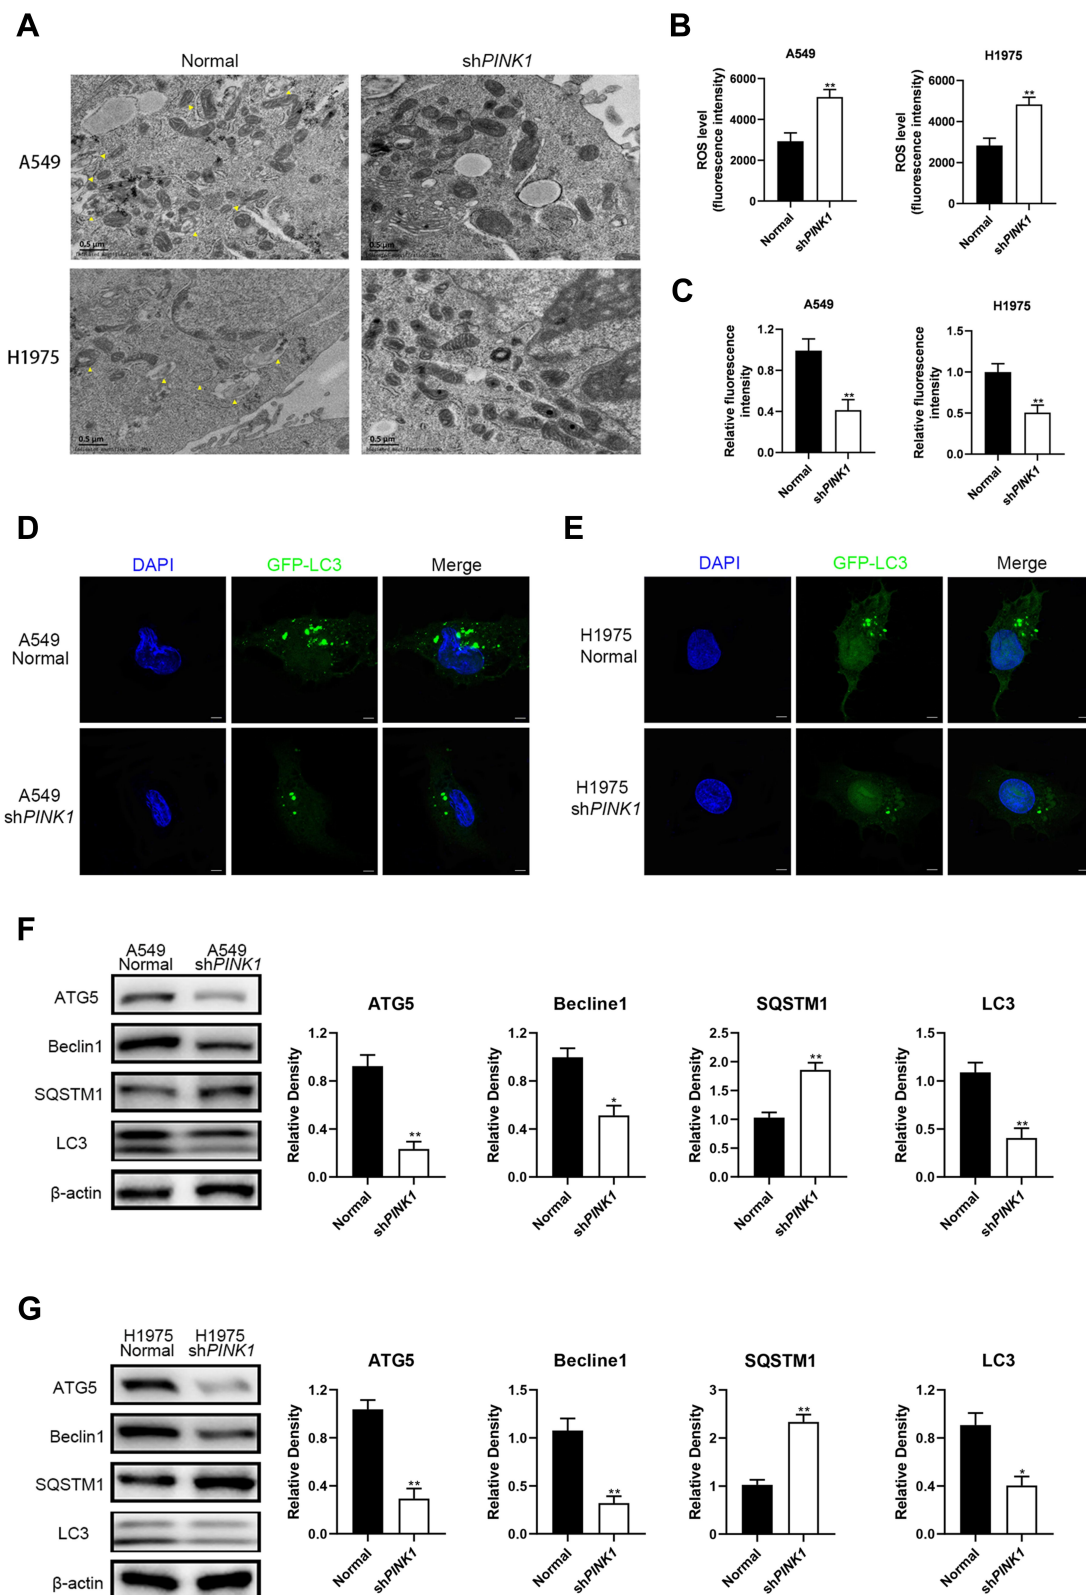 A
Normal
shPINK1
A549
H1975
0.5 μm
0.5 μm
0.5 μm
0.5 μm
B
A549
ROS level
(fluorescence intensity)
6000
4000
2000
0
**
Normal
shPINK1
H1975
ROS level
(fluorescence intensity)
6000
4000
2000
0
**
Normal
shPINK1
C
A549
Relative fluorescence
intensity
1.2
0.8
0.4
0.0
**
Normal
shPINK1
H1975
Relative fluorescence
intensity
1.5
1.0
0.5
0.0
**
Normal
shPINK1
D
DAPI
GFP-LC3
Merge
A549
Normal
A549
shPINK1
E
DAPI
GFP-LC3
Merge
H1975
Normal
H1975
shPINK1
F
A549
Normal
A549
shPINK1
ATG5
Beclin1
SQSTM1
LC3
β-actin
ATG5
Relative Density
1.2
0.8
0.4
0.0
**
Normal
shPINK1
Becline1
Relative Density
1.2
0.8
0.4
0.0
*
Normal
shPINK1
SQSTM1
Relative Density
2.5
2.0
1.5
1.0
0.5
0.0
**
Normal
shPINK1
LC3
Relative Density
1.5
1.0
0.5
0.0
**
Normal
shPINK1
G
H1975
Normal
H1975
shPINK1
ATG5
Beclin1
SQSTM1
LC3
β-actin
ATG5
Relative Density
1.2
0.8
0.4
0.0
**
Normal
shPINK1
Becline1
Relative Density
1.5
1.0
0.5
0.0
**
Normal
shPINK1
SQSTM1
Relative Density
3
2
1
0
**
Normal
shPINK1
LC3
Relative Density
1.2
0.8
0.4
0.0
*
Normal
shPINK1